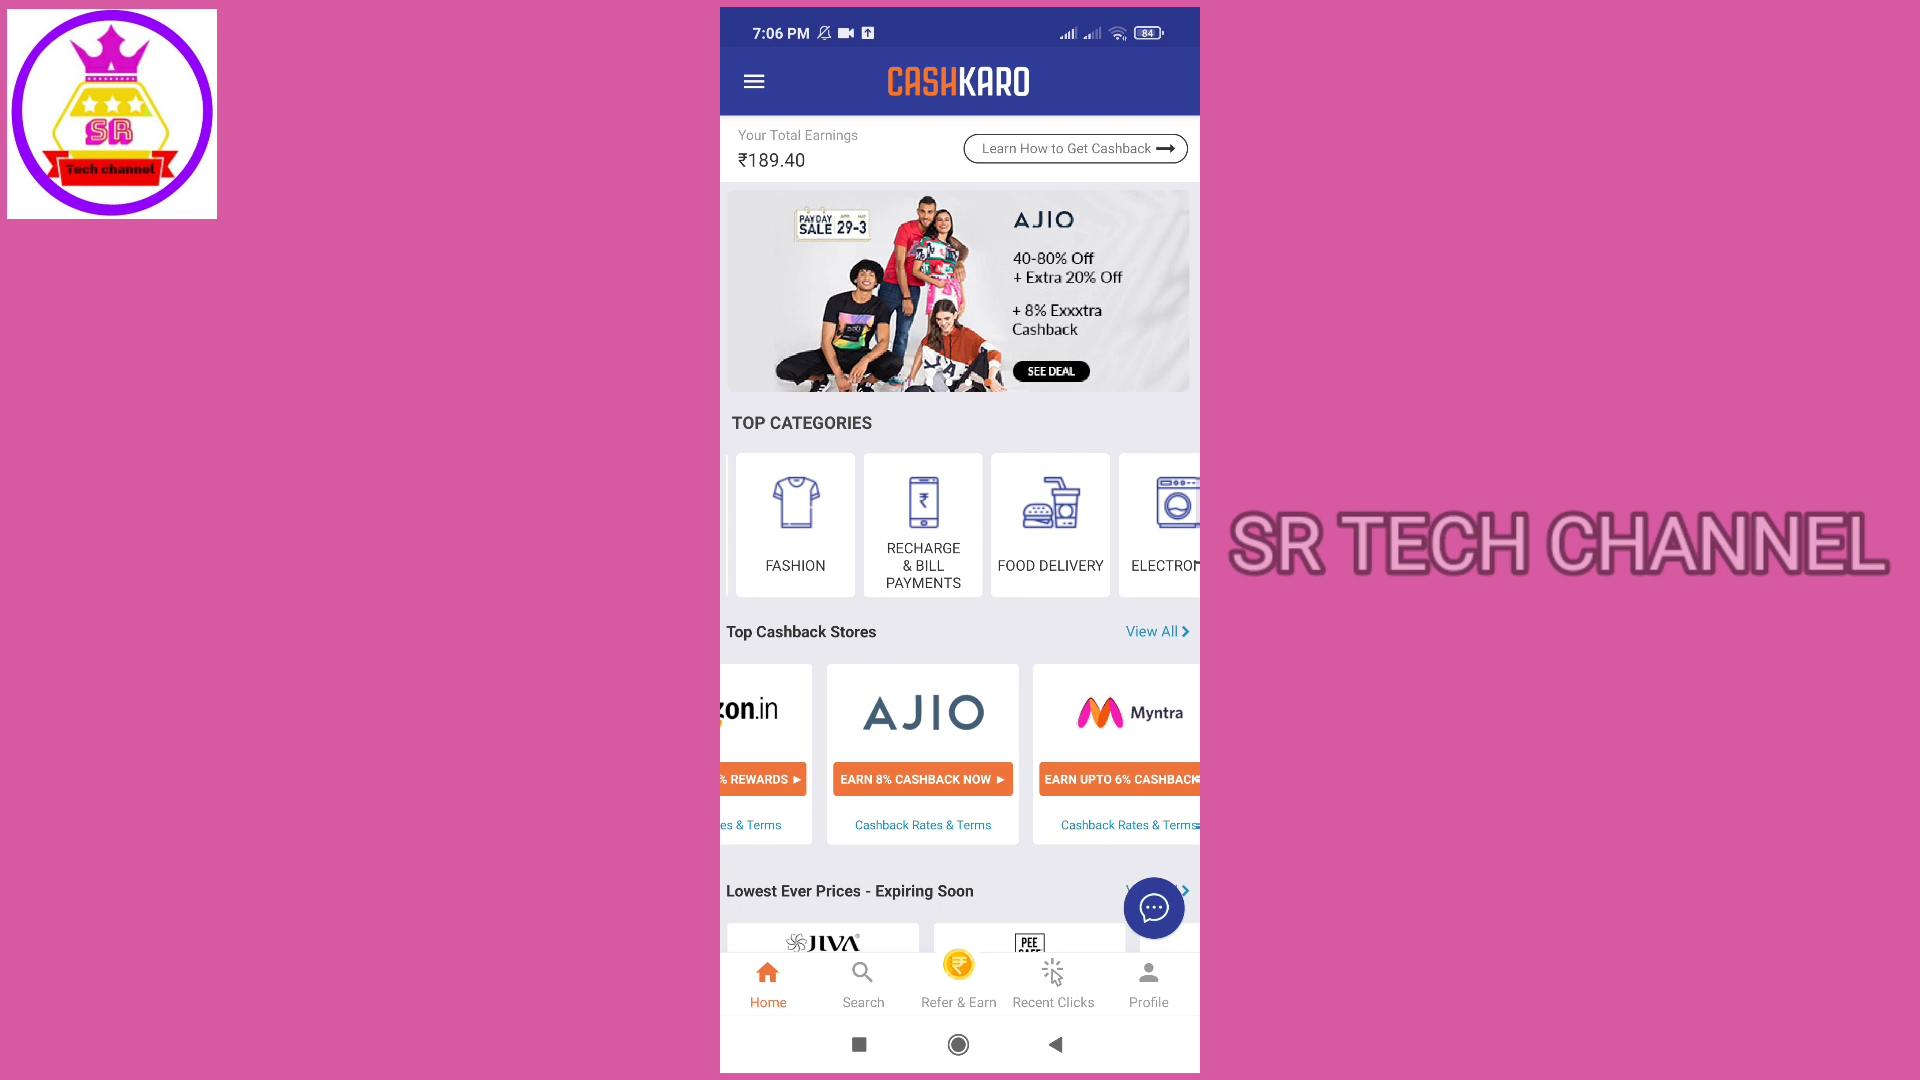 SR
Tech channel
7:06 PM
84
CASHKARO
Your Total Earnings
₹189.40
Learn How to Get Cashback
PAYDAY
SALE
APR MAY
29-3
AJIO
40-80% Off
+ Extra 20% Off
+ 8% Exxxtra
Cashback
SEE DEAL
TOP CATEGORIES
FASHION
RECHARGE
& BILL
PAYMENTS
FOOD DELIVERY
ELECTRON
SR TECH CHANNEL
Top Cashback Stores
View All
zon.in
% REWARDS
es & Terms
AJIO
EARN 8% CASHBACK NOW
Cashback Rates & Terms
Myntra
EARN UPTO 6% CASHBACK
Cashback Rates & Terms
Lowest Ever Prices - Expiring Soon
JIVA
PEE
SAFE
Home
Search
Refer & Earn
Recent Clicks
Profile